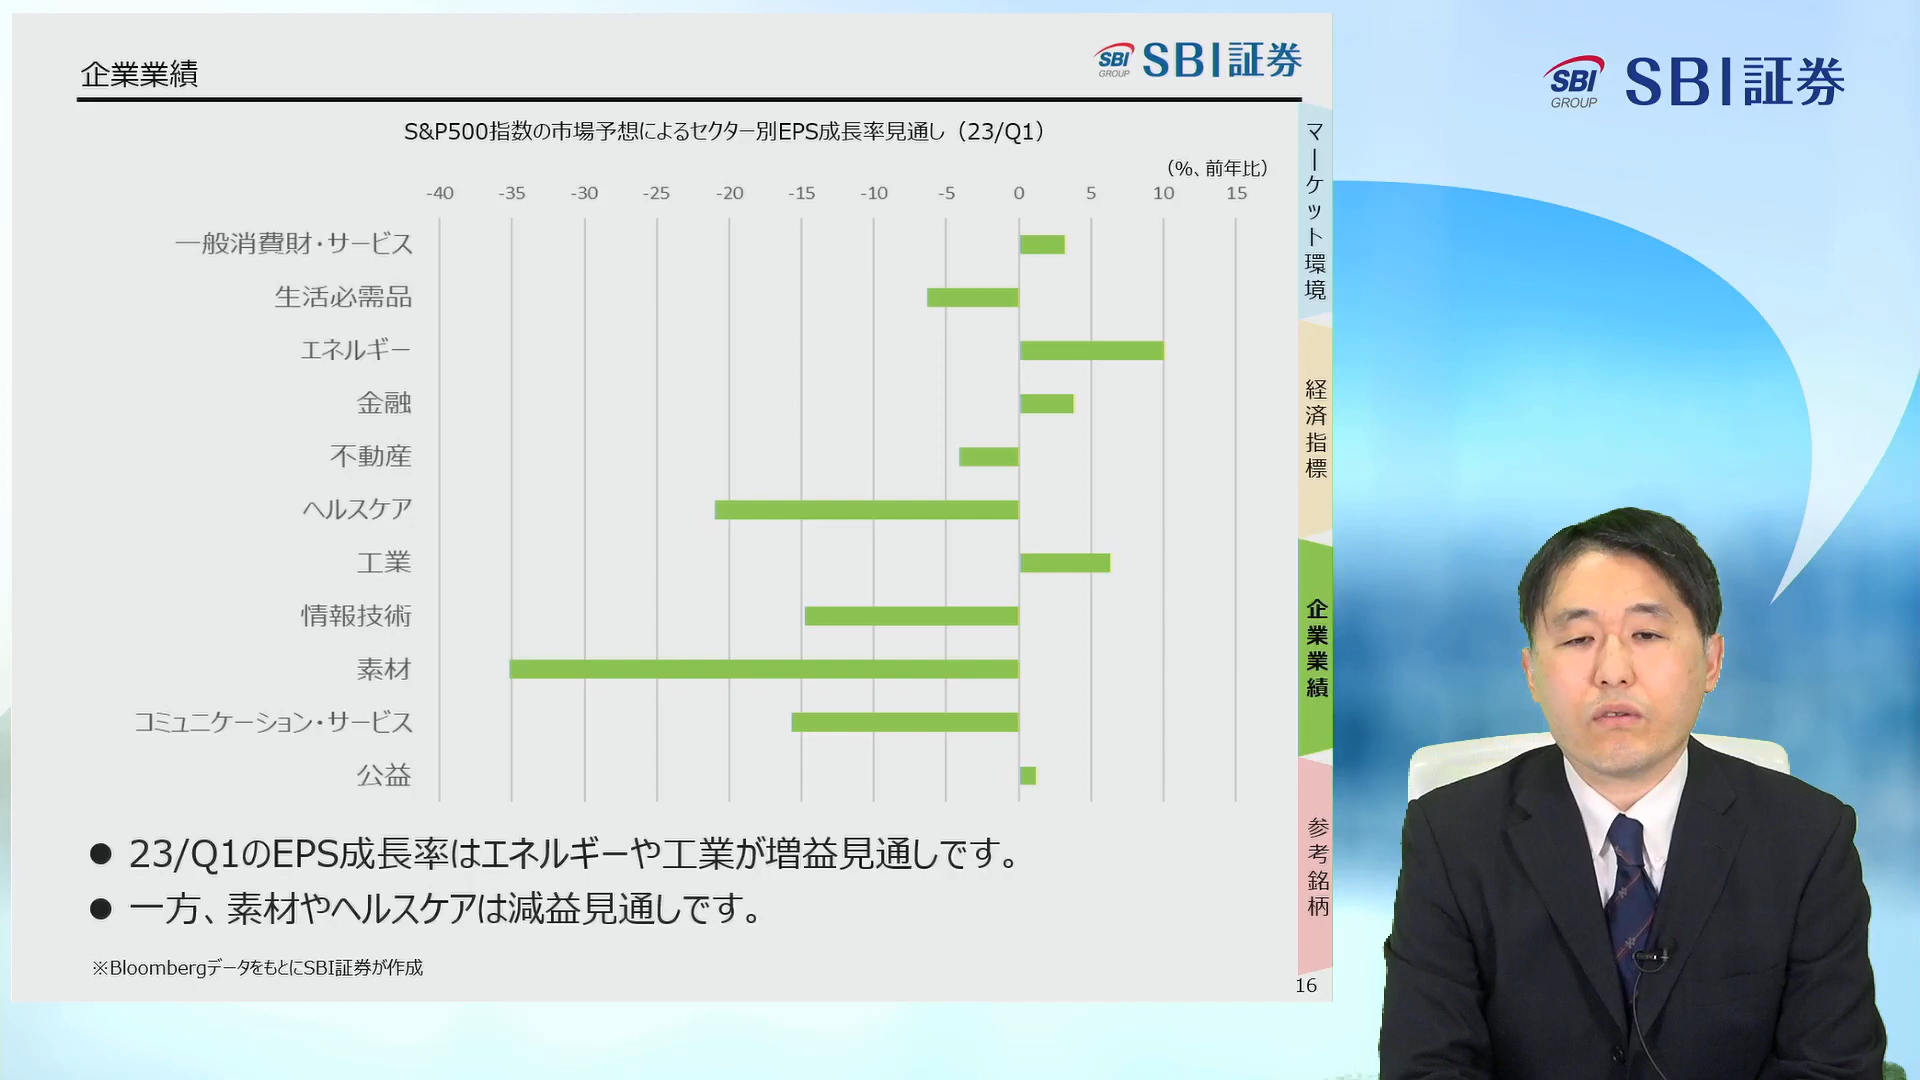 企業業績
SBI GROUP SBI証券
S&P500指数の市場予想によるセクター別EPS成長率見通し（23/Q1）
（%、前年比）
-40 -35 -30 -25 -20 -15 -10 -5 0 5 10 15
一般消費財・サービス
生活必需品
エネルギー
金融
不動産
ヘルスケア
工業
情報技術
素材
コミュニケーション・サービス
公益
● 23/Q1のEPS成長率はエネルギーや工業が増益見通しです。
● 一方、素材やヘルスケアは減益見通しです。
※BloombergデータをもとにSBI証券が作成
16
マーケット環境
経済指標
企業業績
参考銘柄
SBI GROUP SBI証券